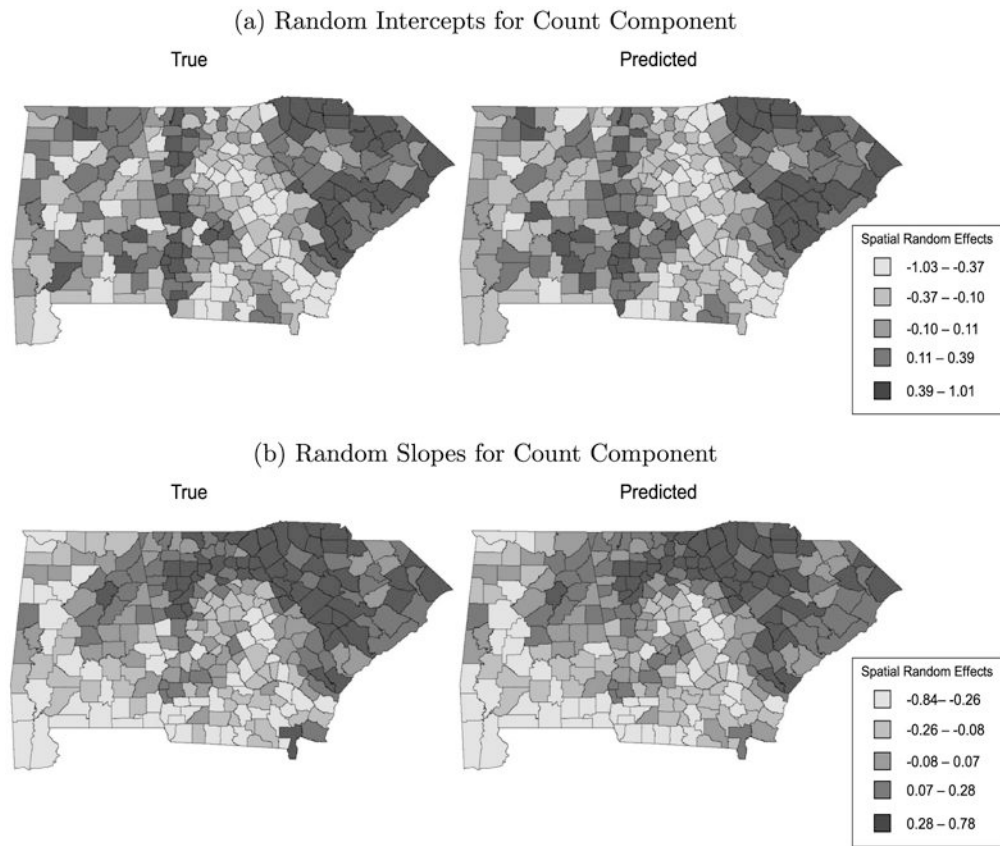 (a) Random Intercepts for Count Component
True
Predicted
Spatial Random Effects
-1.03 – -0.37
-0.37 – -0.10
-0.10 – 0.11
0.11 – 0.39
0.39 – 1.01
(b) Random Slopes for Count Component
True
Predicted
Spatial Random Effects
-0.84– -0.26
-0.26 – -0.08
-0.08 – 0.07
0.07 – 0.28
0.28 – 0.78